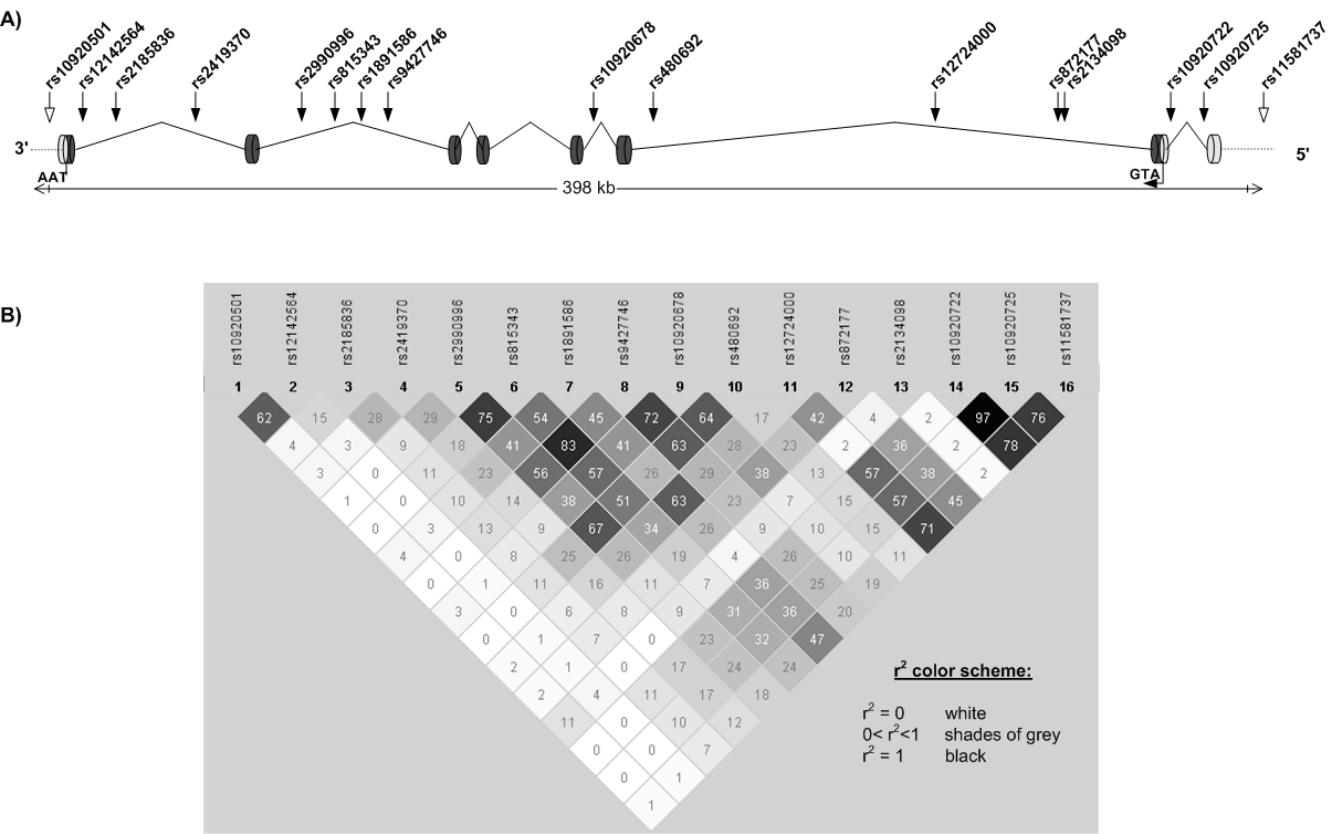 A)
rs10920501
rs12142564
rs2185836
rs2419370
rs2990996
rs815343
rs1891586
rs9427746
rs10920678
rs480692
rs12724000
rs872177
rs2134098
rs10920722
rs10920725
rs11581737
3'
5'
AAT
GTA
398 kb
B)
rs10920501
rs12142564
rs2185836
rs2419370
rs2990996
rs815343
rs1891586
rs9427746
rs10920678
rs480692
rs12724000
rs872177
rs2134098
rs10920722
rs10920725
rs11581737
1 2 3 4 5 6 7 8 9 10 11 12 13 14 15 16
62 15 28 29 75 54 45 72 64 17 42 4 2 97 76
4 3 9 18 41 83 41 63 28 23 2 36 2 78
3 0 11 23 56 57 26 29 38 13 57 38 2
1 0 10 14 38 51 63 23 7 15 57 45
0 3 13 9 67 34 26 9 10 15 71
4 0 8 25 26 19 4 26 10 11
0 1 11 16 11 7 36 25 19
3 0 6 8 9 31 36 20
0 1 7 0 23 32 47
2 1 0 17 24 24
2 4 11 17 18
11 0 10 12
0 0 7
0 1
1
r² color scheme:
r² = 0 white
0< r²<1 shades of grey
r² = 1 black